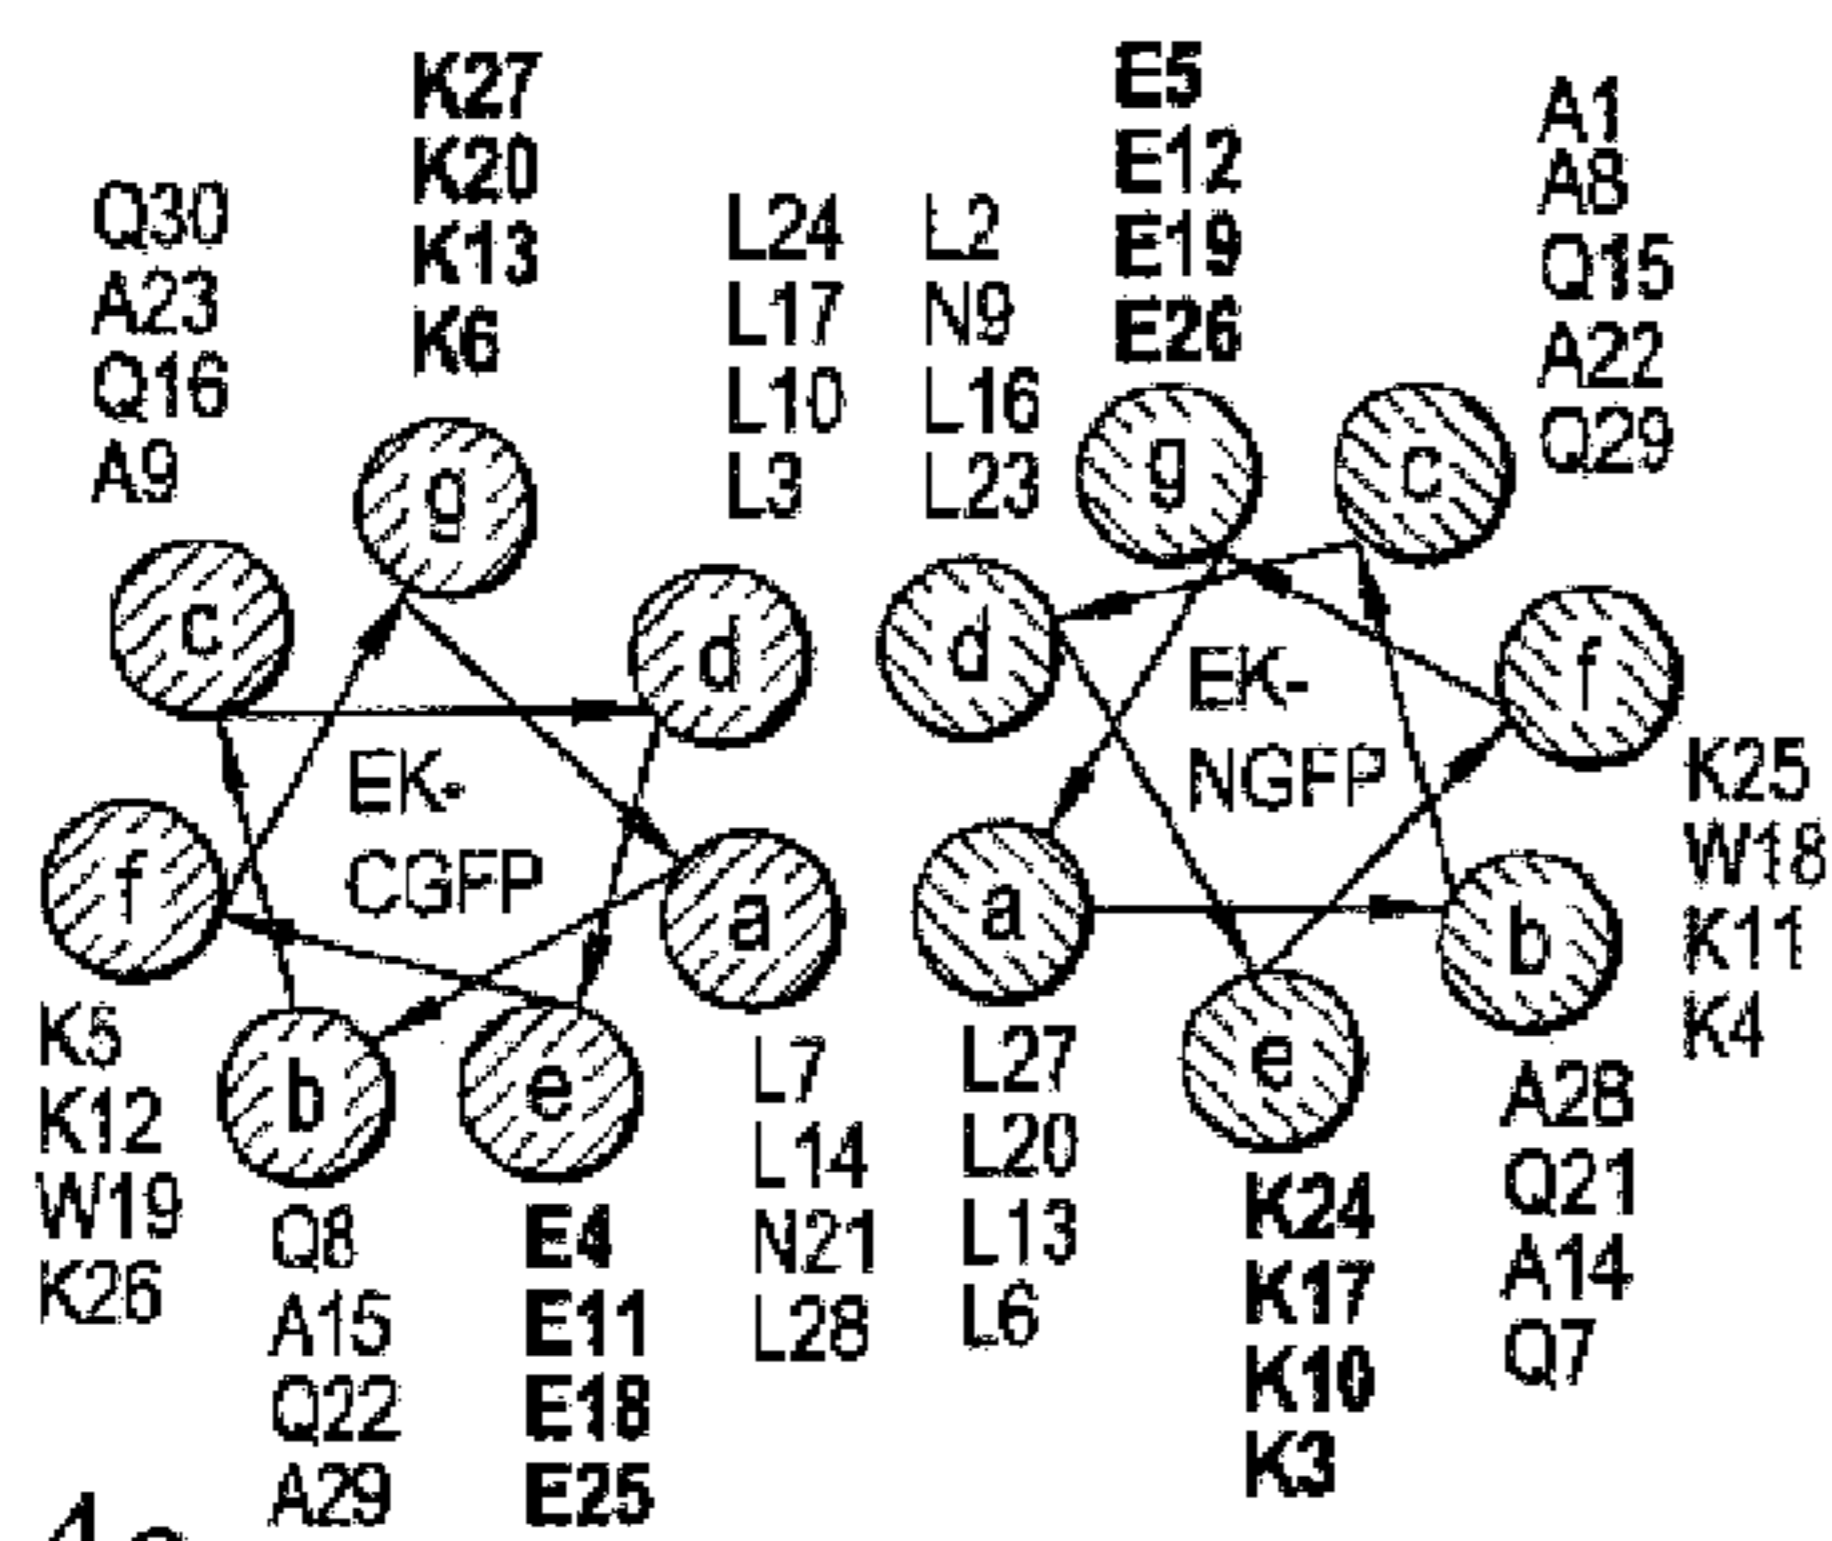 Q30
A23
Q16
A9
K27
K20
K13
K6
L24
L17
L10
L3
L2
N9
L16
L23
E5
E12
E19
E26
A1
A8
Q15
A22
Q29
c
g
d
f
a
b
e
EK-
CGFP
d
g
c
f
a
b
e
EK-
NGFP
K5
K12
W19
K26
Q8
A15
Q22
A29
E4
E11
E18
E25
L7
L14
N21
L28
L27
L20
L13
L6
K24
K17
K10
K3
A28
Q21
A14
Q7
K25
W18
K11
K4